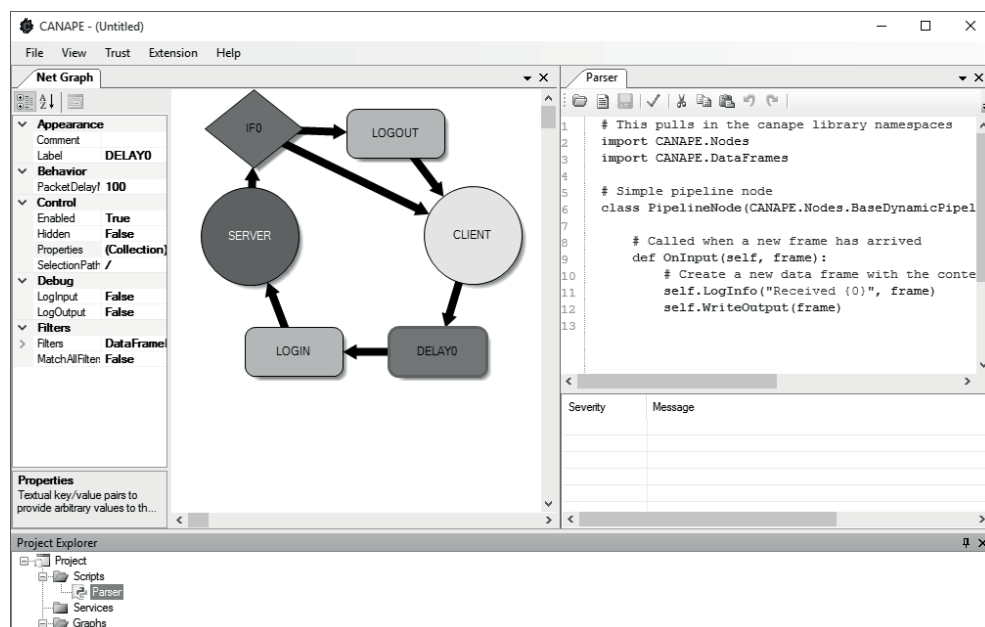 CANAPE - (Untitled)
File View Trust Extension Help
Net Graph
Appearance
Comment
Label DELAY0
Behavior
PacketDelay 100
Control
Enabled True
Hidden False
Properties (Collection)
SelectionPath /
Debug
LogInput False
LogOutput False
Filters
Filters DataFrame
MatchAllFilter False
Properties
Textual key/value pairs to
provide arbitrary values to th...
IF0
LOGOUT
SERVER
CLIENT
LOGIN
DELAY0
Parser
1 # This pulls in the canape library namespaces
2 import CANAPE.Nodes
3 import CANAPE.DataFrames
4
5 # Simple pipeline node
6 class PipelineNode(CANAPE.Nodes.BaseDynamicPipel
7
8 # Called when a new frame has arrived
9 def OnInput(self, frame):
10 # Create a new data frame with the conte
11 self.LogInfo("Received {0}", frame)
12 self.WriteOutput(frame)
13
Severity Message
Project Explorer
Project
Scripts
Parser
Services
Graphs